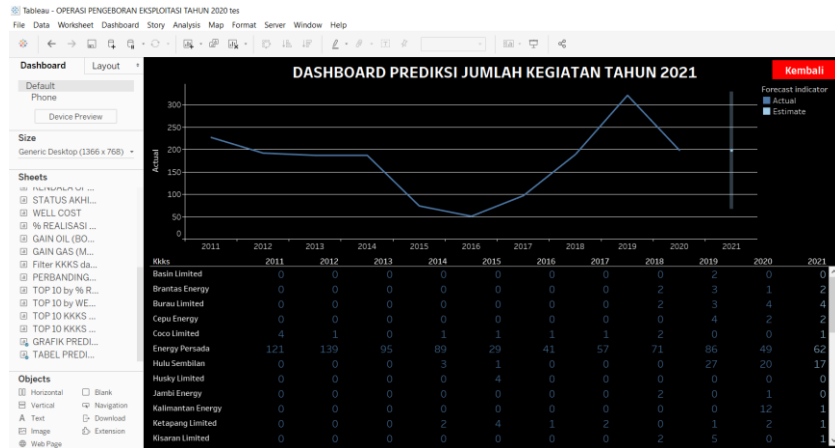 Tableau - OPERASI PENGEBORAN EKSPLOITASI TAHUN 2020 tes
File Data Worksheet Dashboard Story Analysis Map Format Server Window Help
Dashboard Layout
Default
Phone
Device Preview
Size
Generic Desktop (1366 x 768)
Sheets
STATUS AKHI...
WELL COST
% REALISASI ...
GAIN OIL (BO...
GAIN GAS (M...
Filter KKKS da...
PERBANDING...
TOP 10 by % R...
TOP 10 by WE...
TOP 10 KKKS ...
TOP 10 KKKS ...
GRAFIK PREDI...
TABEL PREDI...
Objects
Horizontal Blank
Vertical Navigation
Text Download
Image Extension
Web Page
DASHBOARD PREDIKSI JUMLAH KEGIATAN TAHUN 2021
Kembali
Forecast indicator
Actual
Estimate
Actual
300
250
200
150
100
50
0
2011 2012 2013 2014 2015 2016 2017 2018 2019 2020 2021
Kkks 2011 2012 2013 2014 2015 2016 2017 2018 2019 2020 2021
Basin Limited 0 0 0 0 0 0 0 0 2 0 0
Brantas Energy 0 0 0 0 0 0 0 2 3 1 2
Burau Limited 0 0 0 0 0 0 0 2 3 4 4
Cepu Energy 0 0 0 0 0 0 0 0 4 2 2
Coco Limited 4 1 0 1 1 1 1 2 0 0 1
Energy Persada 121 139 95 89 29 41 57 71 86 49 62
Hulu Sembilan 0 0 0 3 1 0 0 0 27 20 17
Husky Limited 0 0 0 0 4 0 0 0 0 0 0
Jambi Energy 0 0 0 0 0 0 0 2 0 1 0
Kalimantan Energy 0 0 0 0 0 0 0 0 0 12 1
Ketapang Limited 0 0 0 2 4 1 2 0 1 2 1
Kisaran Limited 0 0 0 0 0 0 0 2 5 0 1